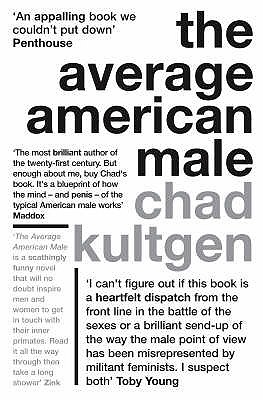 'An appalling book we
couldn't put down'
Penthouse
the
average
american
male
chad
kultgen
'The most brilliant author of
the twenty-first century. But
enough about me, buy Chad's
book. It's a blueprint of how
the mind – and penis – of the
typical American male works'
Maddox
'The Average
American Male
is a scathingly
funny novel
that will no
doubt inspire
men and
women to get
in touch with
their inner
primates. Read
it all the way
through then
take a long
shower' Zink
'I can't figure out if this book is
a heartfelt dispatch from the
front line in the battle of the
sexes or a brilliant send-up of
the way the male point of view
has been misrepresented by
militant feminists. I suspect
both' Toby Young